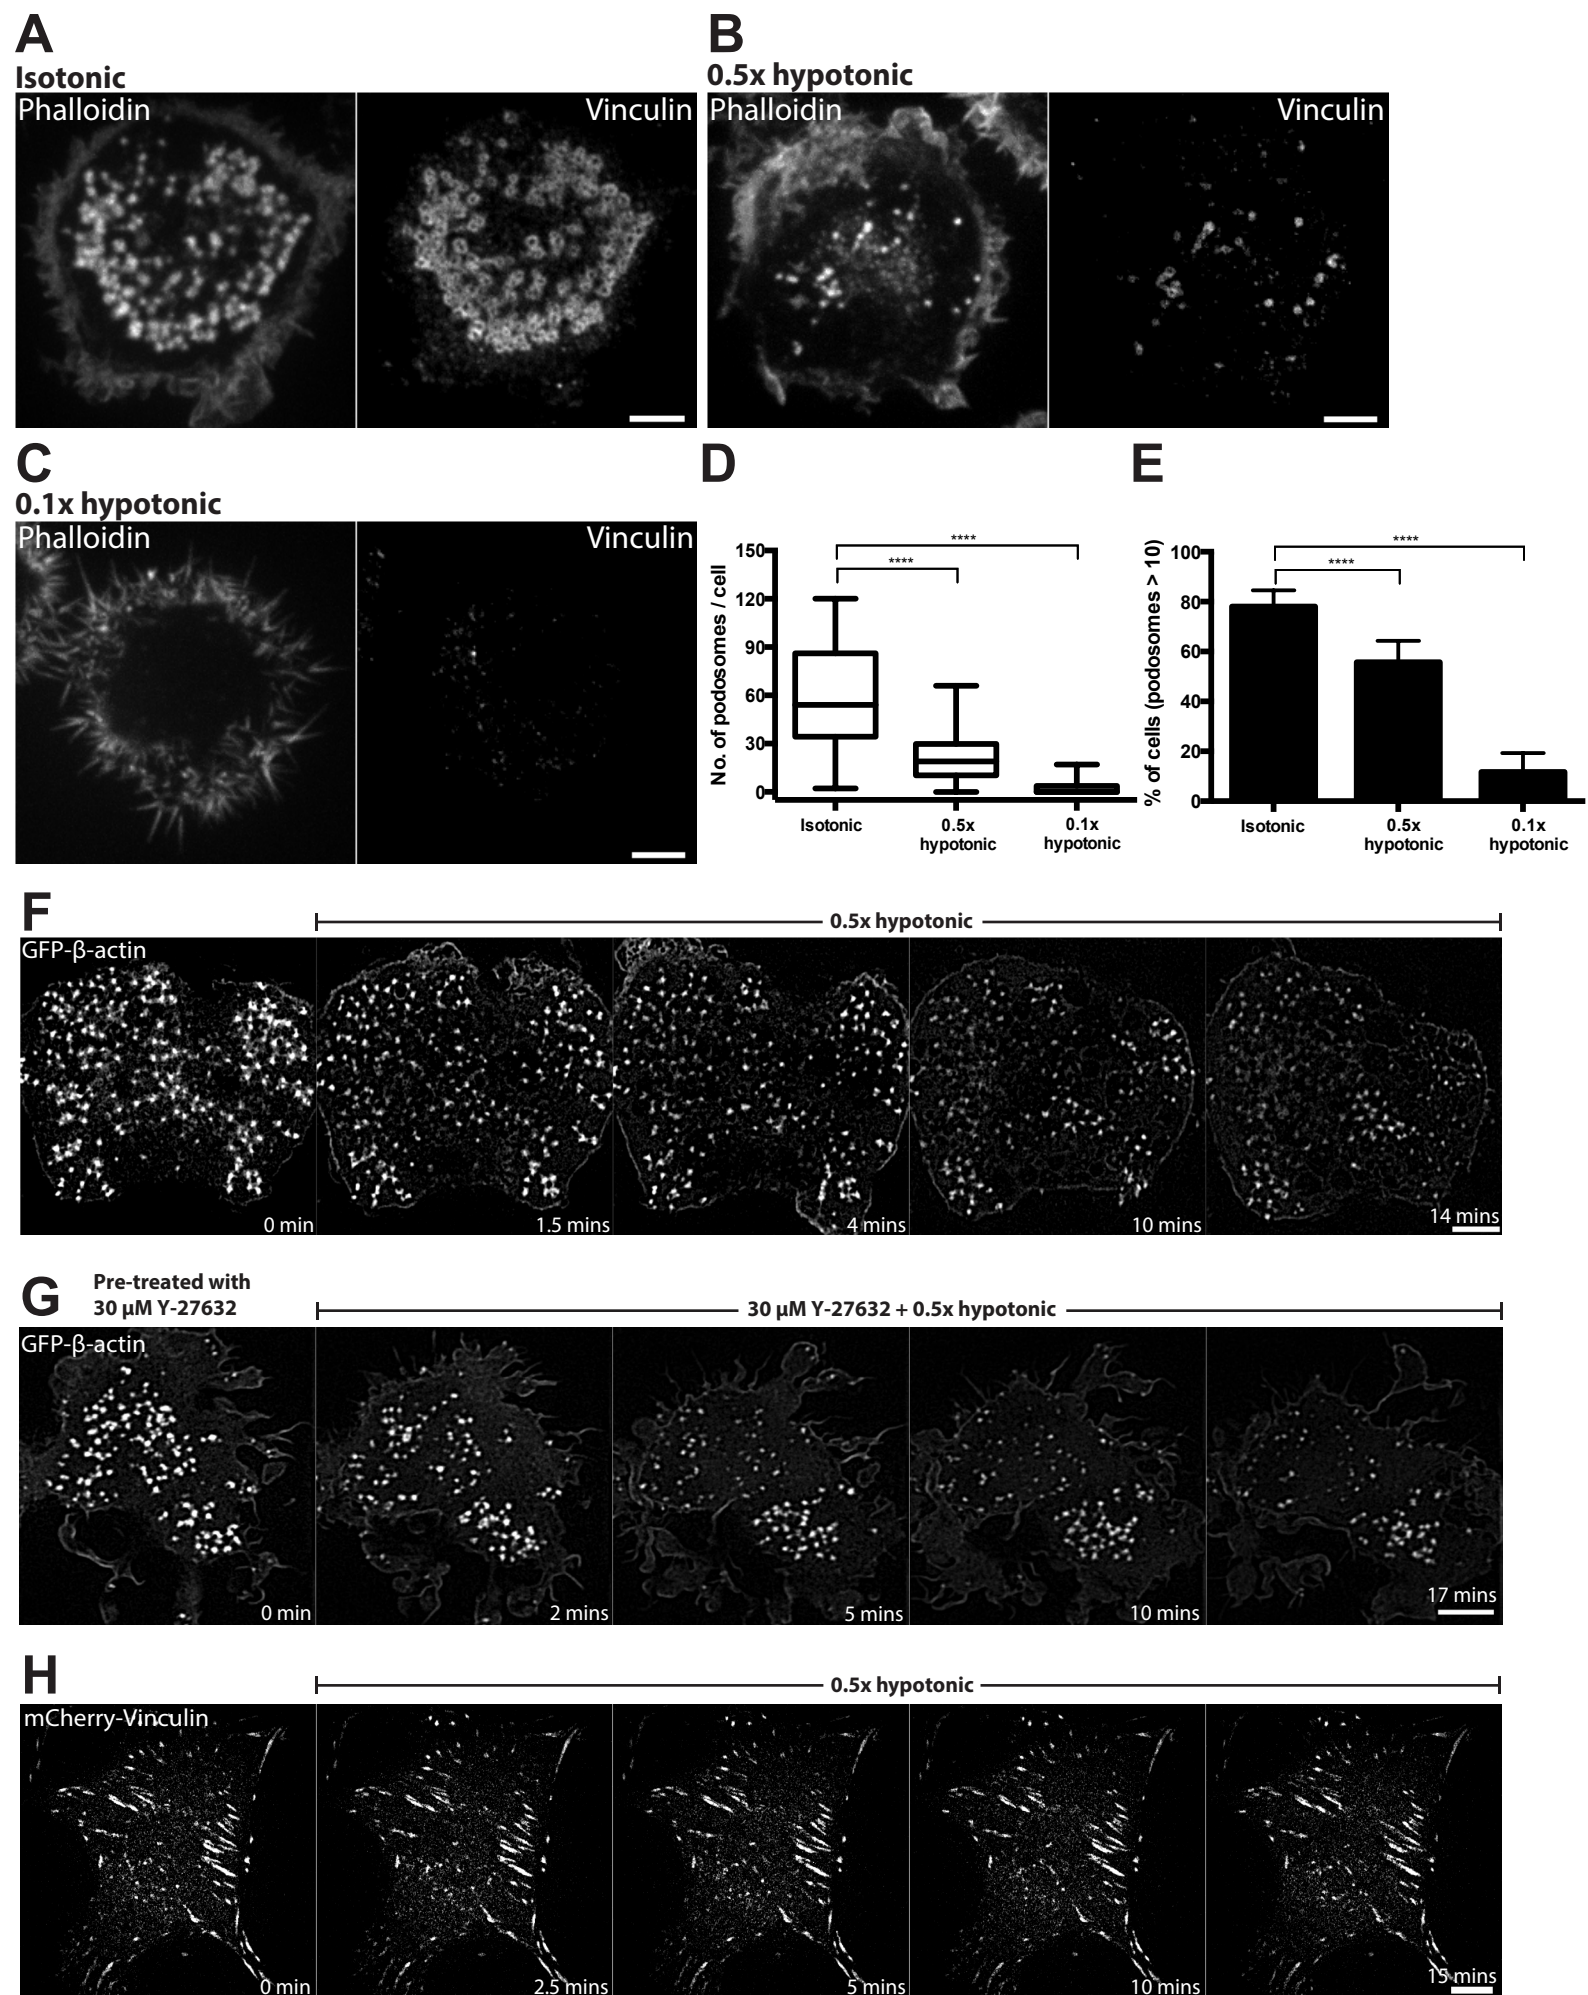 A
Isotonic
Phalloidin
Vinculin
B
0.5x hypotonic
Phalloidin
Vinculin
C
0.1x hypotonic
Phalloidin
Vinculin
D
No. of podosomes / cell
150
120
90
60
30
0
****
****
Isotonic
0.5x
hypotonic
0.1x
hypotonic
E
% of cells (podosomes > 10)
100
80
60
40
20
0
****
****
Isotonic
0.5x
hypotonic
0.1x
hypotonic
F
0.5x hypotonic
GFP-β-actin
0 min
1.5 mins
4 mins
10 mins
14 mins
G
Pre-treated with
30 µM Y-27632
30 µM Y-27632 + 0.5x hypotonic
GFP-β-actin
0 min
2 mins
5 mins
10 mins
17 mins
H
0.5x hypotonic
mCherry-Vinculin
0 min
2.5 mins
5 mins
10 mins
15 mins